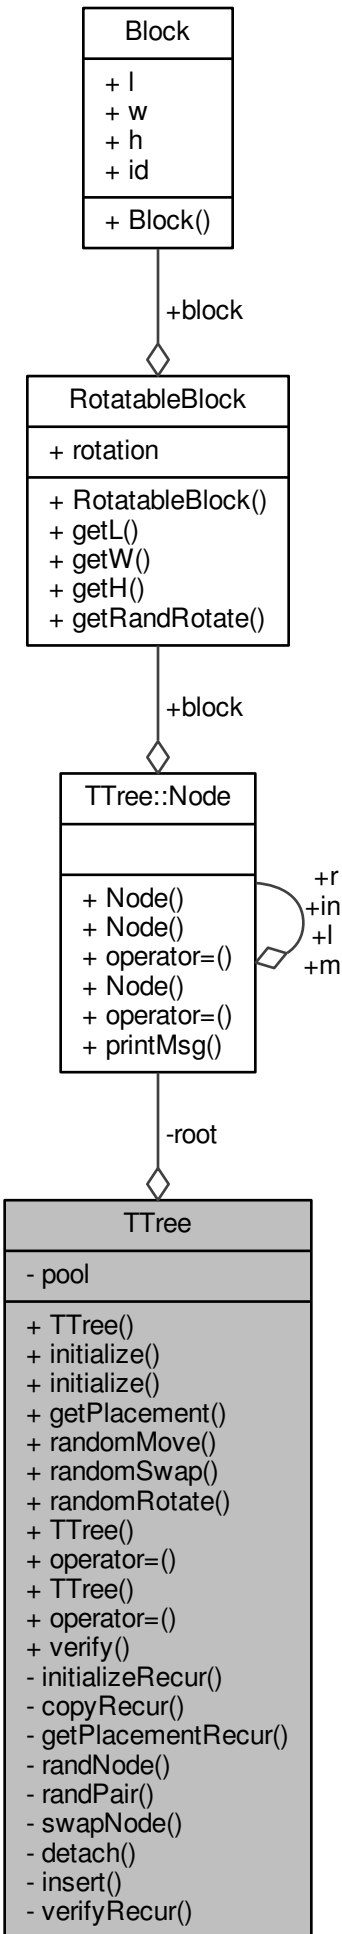 Block
+ l
+ w
+ h
+ id
+ Block()
+block
RotatableBlock
+ rotation
+ RotatableBlock()
+ getL()
+ getW()
+ getH()
+ getRandRotate()
+block
TTree::Node
+ Node()
+ Node()
+ operator=()
+ Node()
+ operator=()
+ printMsg()
+r
+in
+l
+m
-root
TTree
- pool
+ TTree()
+ initialize()
+ initialize()
+ getPlacement()
+ randomMove()
+ randomSwap()
+ randomRotate()
+ TTree()
+ operator=()
+ TTree()
+ operator=()
+ verify()
- initializeRecur()
- copyRecur()
- getPlacementRecur()
- randNode()
- randPair()
- swapNode()
- detach()
- insert()
- verifyRecur()